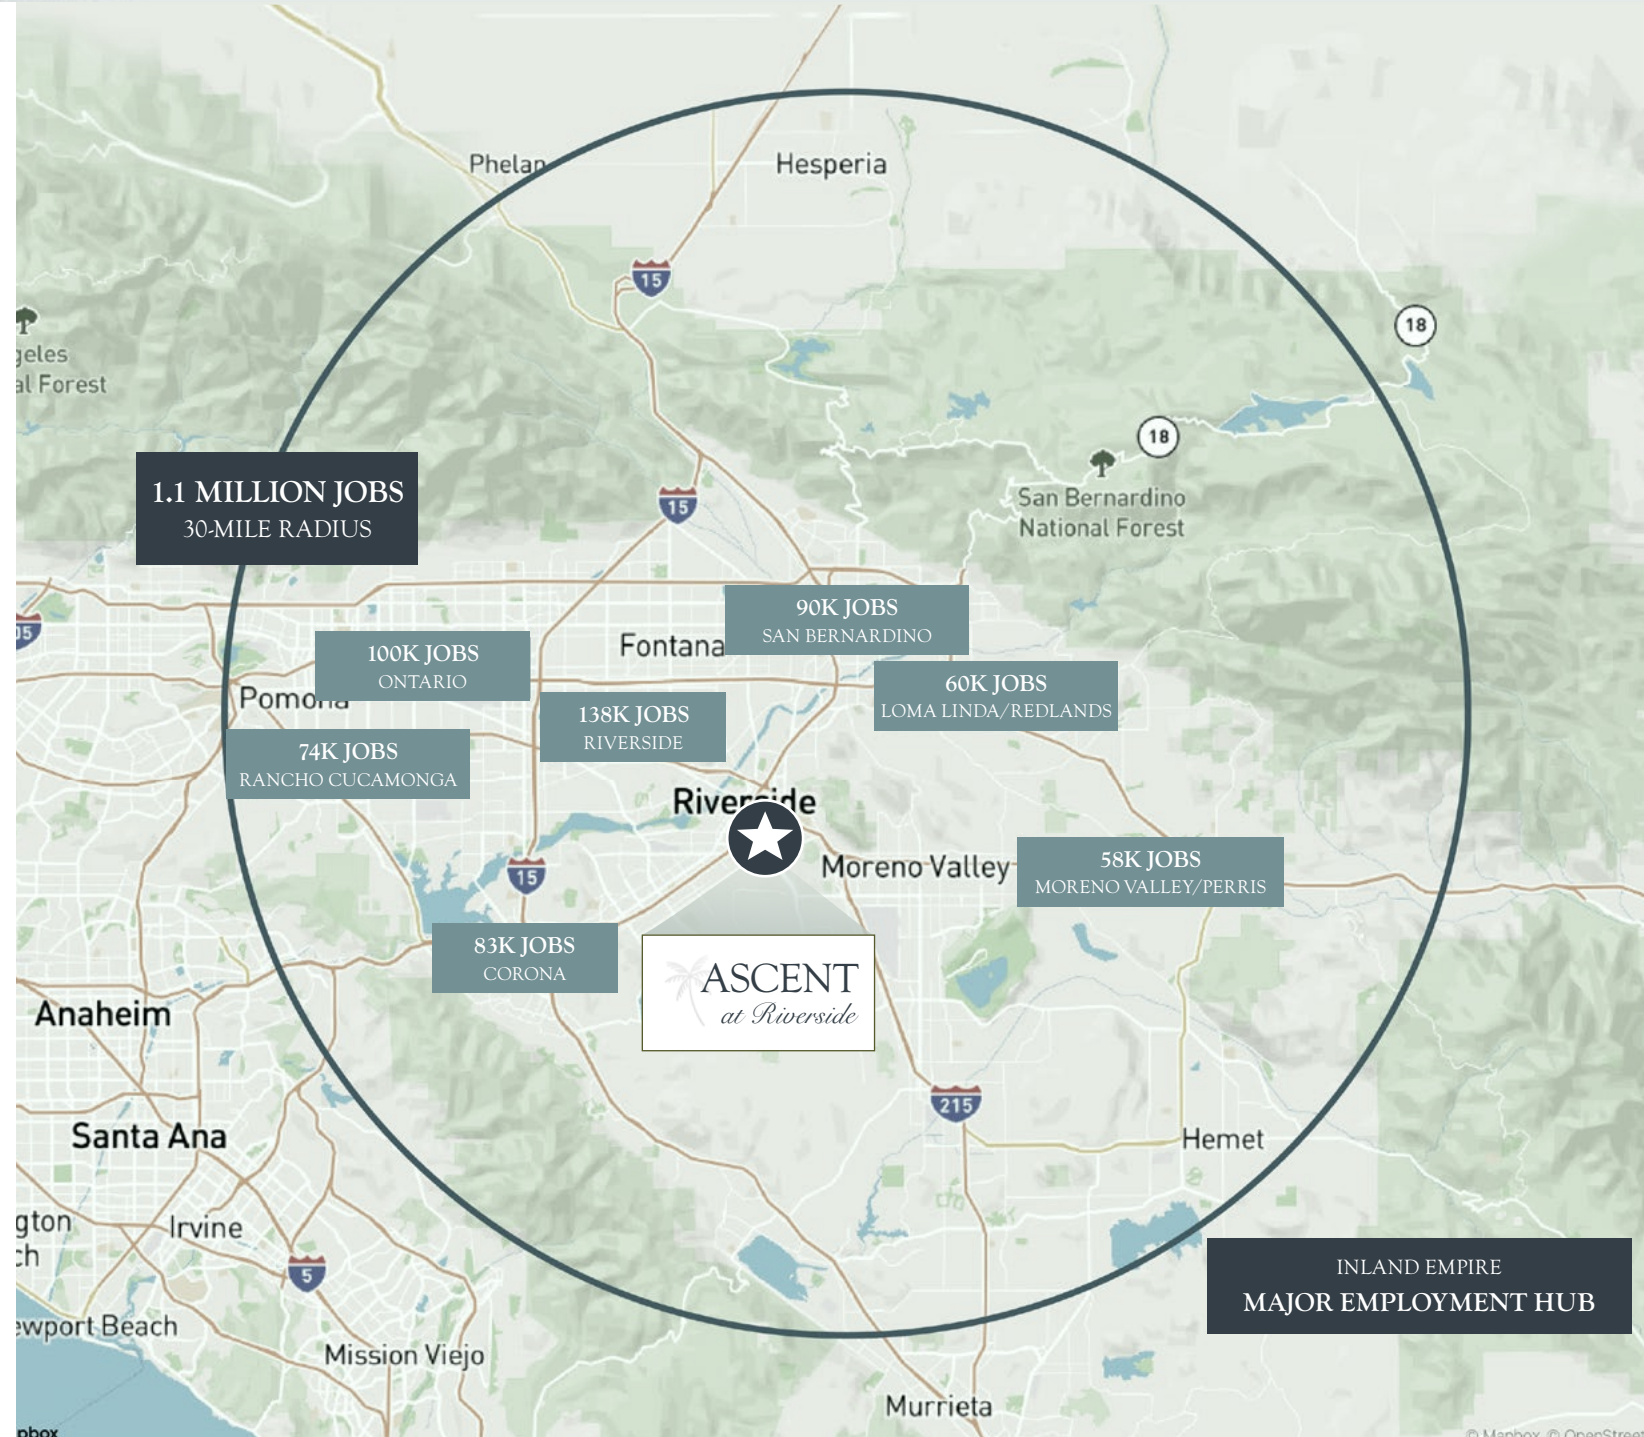 Phelan
Hesperia
15
18
geles
al Forest
18
1.1 MILLION JOBS
30-MILE RADIUS
15
San Bernardino
National Forest
90K JOBS
SAN BERNARDINO
05
100K JOBS
ONTARIO
Fontana
60K JOBS
LOMA LINDA/REDLANDS
Pomona
138K JOBS
RIVERSIDE
74K JOBS
RANCHO CUCAMONGA
Riverside
15
Moreno Valley
58K JOBS
MORENO VALLEY/PERRIS
83K JOBS
CORONA
ASCENT
at Riverside
Anaheim
215
Santa Ana
Hemet
gton
ch
Irvine
5
INLAND EMPIRE
MAJOR EMPLOYMENT HUB
ewport Beach
Mission Viejo
Murrieta
pbox
© Mapbox © OpenStreet